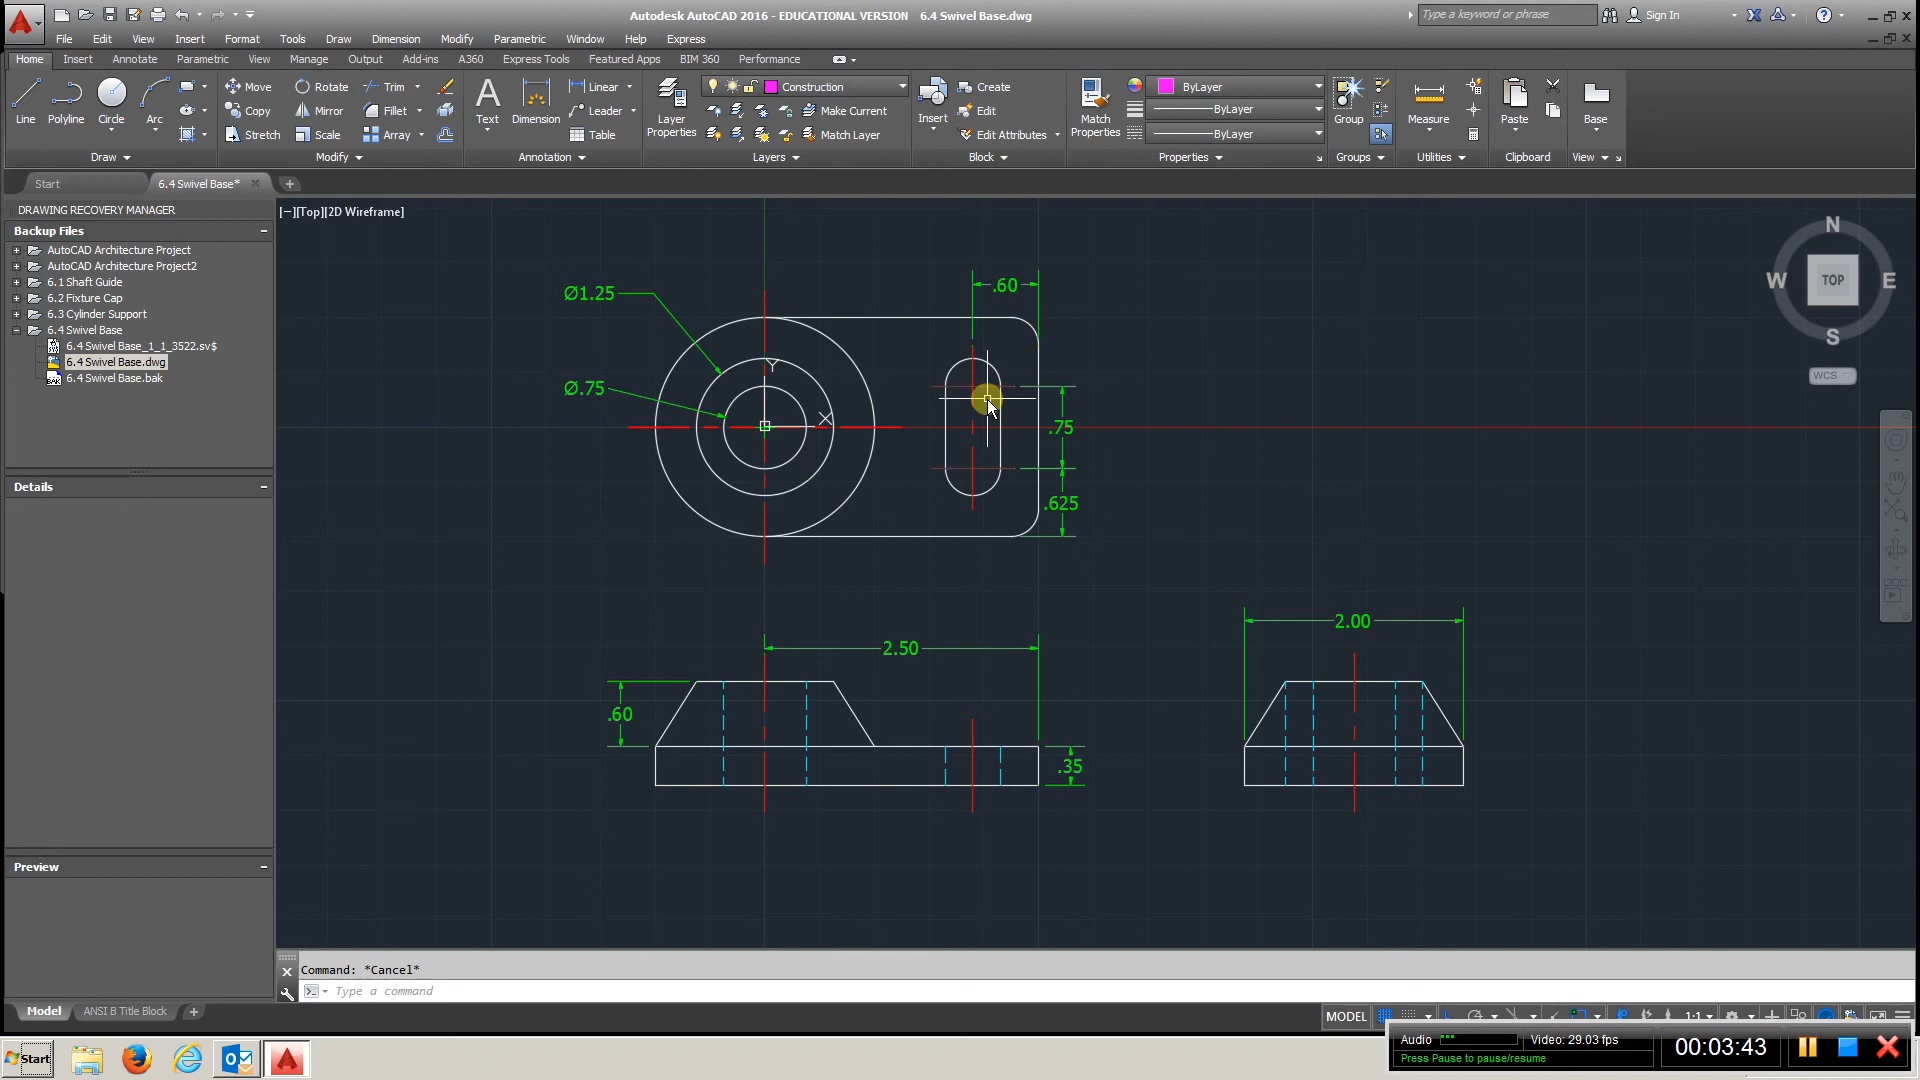 Autodesk AutoCAD 2016 - EDUCATIONAL VERSION 6.4 Swivel Base.dwg
Type a keyword or phrase
Sign In
File Edit View Insert Format Tools Draw Dimension Modify Parametric Window Help Express
Home Insert Annotate Parametric View Manage Output Add-ins A360 Express Tools Featured Apps BIM 360 Performance
Line Polyline Circle Arc
Move Rotate Trim
Copy Mirror Fillet
Stretch Scale Array
Text Dimension
Linear
Leader
Table
Layer Properties
Construction
Make Current
Match Layer
Insert
Create
Edit
Edit Attributes
Match Properties
ByLayer
ByLayer
ByLayer
Group
Measure
Paste
Base
Draw Modify Annotation Layers Block Properties Groups Utilities Clipboard View
Start 6.4 Swivel Base*
DRAWING RECOVERY MANAGER
Backup Files
AutoCAD Architecture Project
AutoCAD Architecture Project2
6.1 Shaft Guide
6.2 Fixture Cap
6.3 Cylinder Support
6.4 Swivel Base
6.4 Swivel Base_1_1_3522.sv$
6.4 Swivel Base.dwg
6.4 Swivel Base.bak
Details
Preview
[−][Top][2D Wireframe]
N
W TOP E
S
WCS
.60
Ø1.25
Ø.75
Y
X
.75
.625
2.50
2.00
.60
.35
Command: *Cancel*
Type a command
Model ANSI B Title Block
MODEL
1:1
Start
Audio Video: 29.03 fps
Press Pause to pause/resume
00:03:43